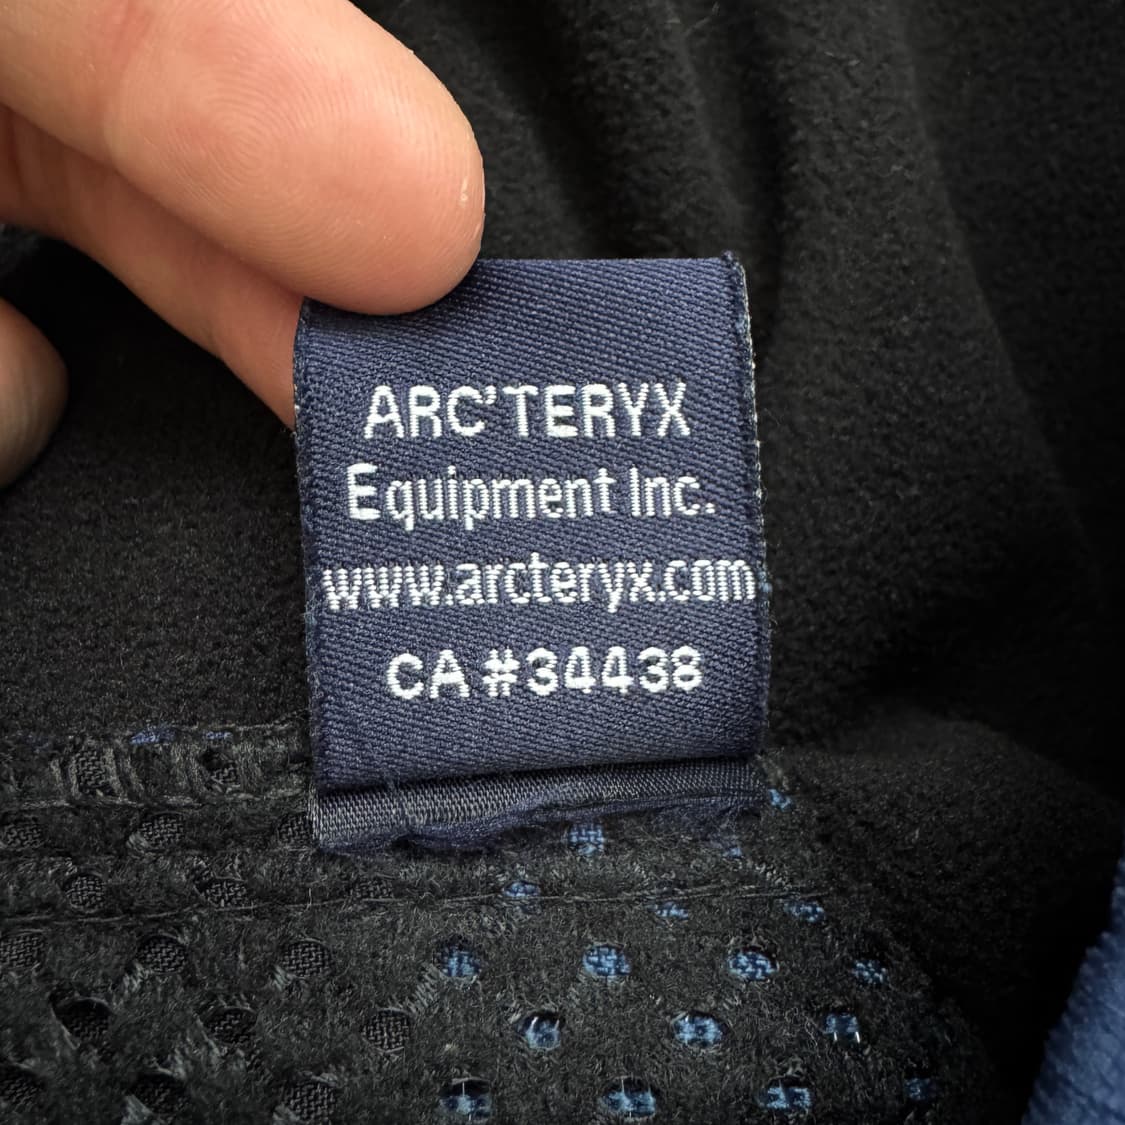 ARC'TERYX
Equipment Inc.
www.arcteryx.com
CA #34438